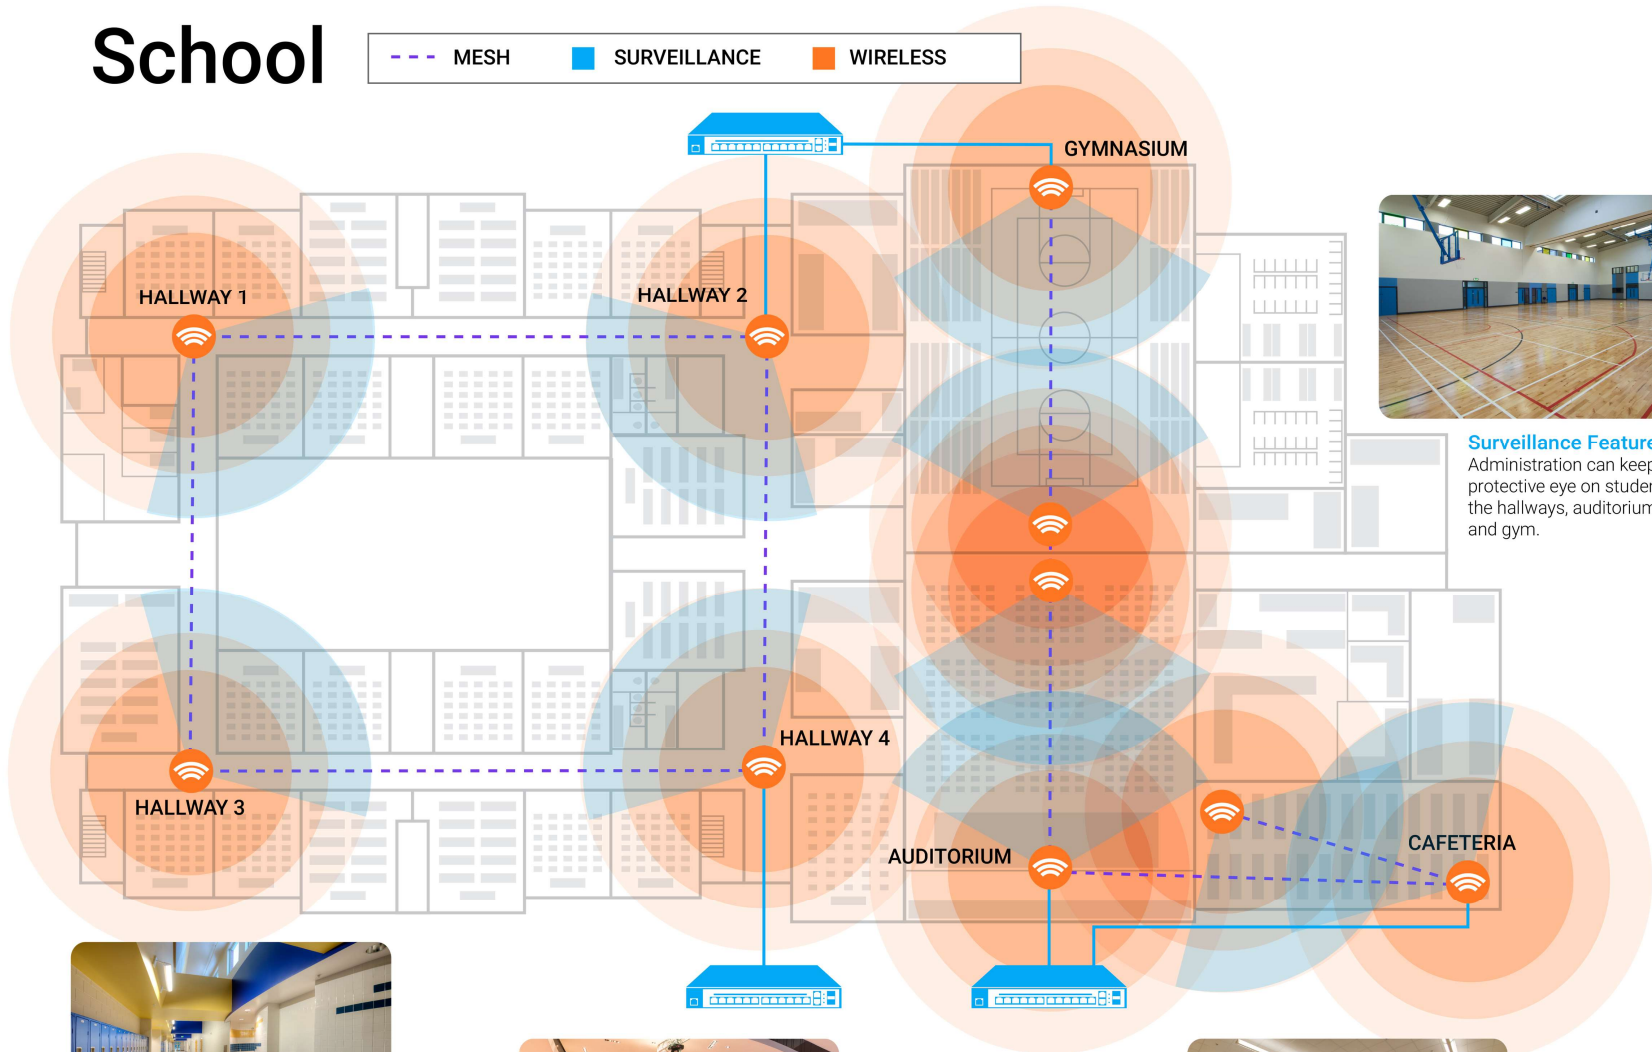 School
MESH
SURVEILLANCE
WIRELESS
GYMNASIUM
HALLWAY 1
HALLWAY 2
Surveillance Feature
Administration can keep
protective eye on studen
the hallways, auditorium
and gym.
HALLWAY 4
HALLWAY 3
AUDITORIUM
CAFETERIA